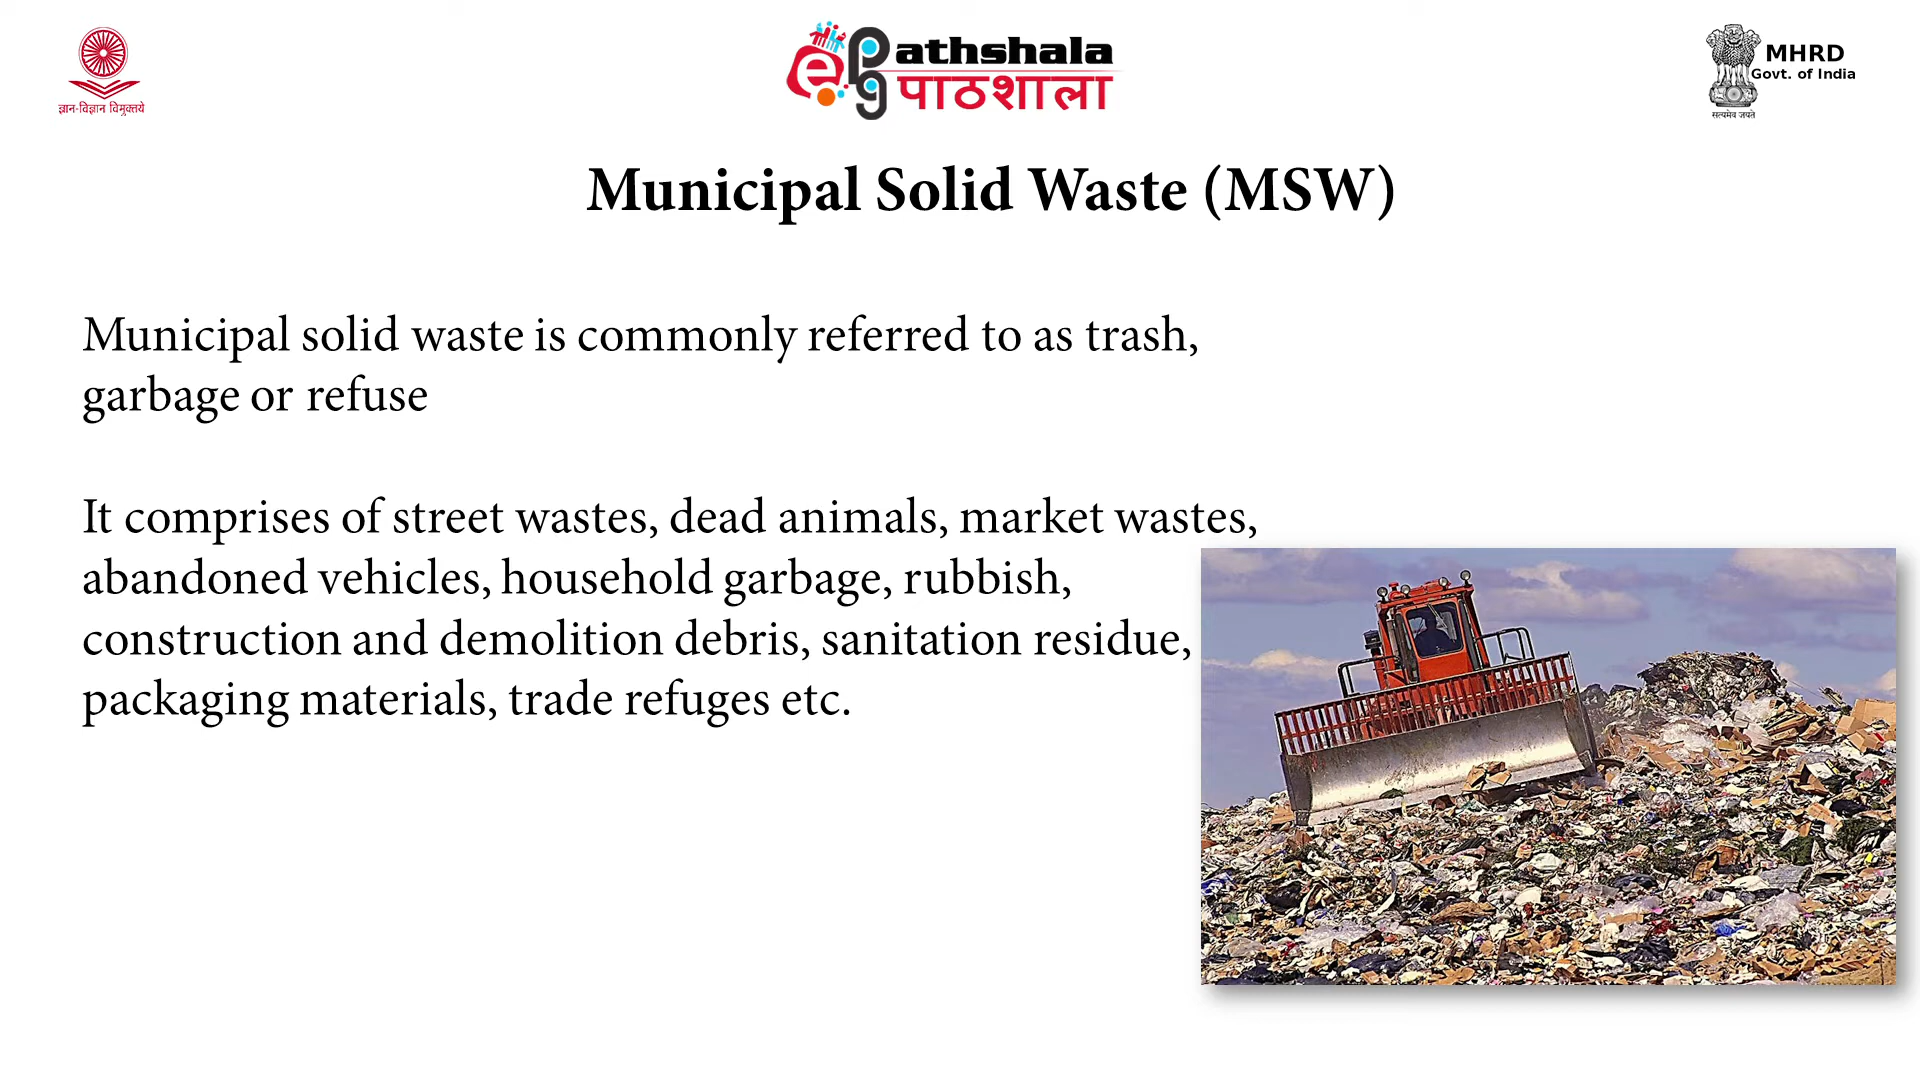 ज्ञान-विज्ञान विमुक्तये
e PG athshala
पाठशाला
MHRD
Govt. of India
सत्यमेव जयते
Municipal Solid Waste (MSW)
Municipal solid waste is commonly referred to as trash,
garbage or refuse
It comprises of street wastes, dead animals, market wastes,
abandoned vehicles, household garbage, rubbish,
construction and demolition debris, sanitation residue,
packaging materials, trade refuges etc.